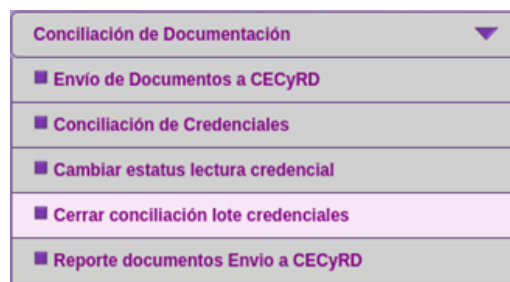 Conciliación de Documentación
Envío de Documentos a CECyRD
Conciliación de Credenciales
Cambiar estatus lectura credencial
Cerrar conciliación lote credenciales
Reporte documentos Envio a CECyRD